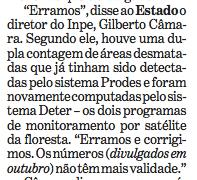 “Erramos”, disse ao Estado o
diretor do Inpe, Gilberto Câma-
ra. Segundo ele, houve uma du-
pla contagem de áreas desmata-
das que já tinham sido detecta-
das pelo sistema Prodes e foram
novamente computadas pelo sis-
tema Deter – os dois programas
de monitoramento por satélite
da floresta. “Erramos e corrigi-
mos. Os números (divulgados em
outubro) não têm mais validade.”